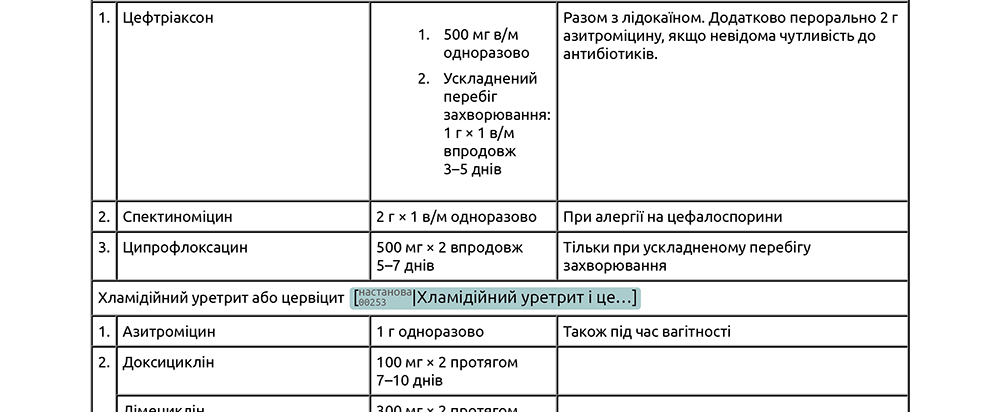 1. Цефтріаксон
1. 500 мг в/м
одноразово
2. Ускладнений
перебіг
захворювання:
1 г × 1 в/м
впродовж
3–5 днів
Разом з лідокаїном. Додатково перорально 2 г
азитроміцину, якщо невідома чутливість до
антибіотиків.
2. Спектиноміцин
2 г × 1 в/м одноразово
При алергії на цефалоспорини
3. Ципрофлоксацин
500 мг × 2 впродовж
5–7 днів
Тільки при ускладненому перебігу
захворювання
Хламідійний уретрит або цервіцит [настанова 00253|Хламідійний уретрит і це…]
1. Азитроміцин
1 г одноразово
Також під час вагітності
2. Доксициклін
100 мг × 2 протягом
7–10 днів
Лімециклін
300 мг × 2 протягом